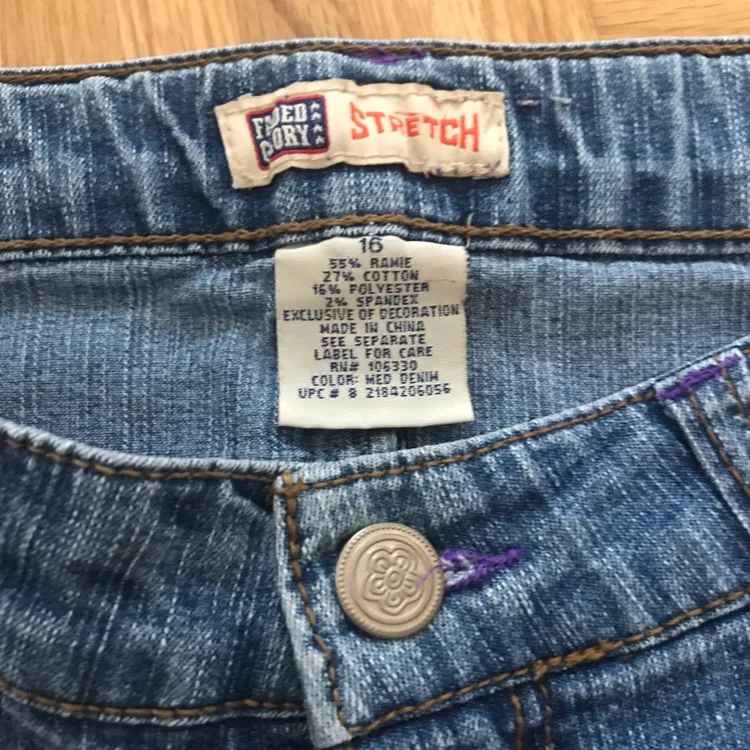 FADED
GLORY
STRETCH
16
55% RAMIE
27% COTTON
16% POLYESTER
2% SPANDEX
EXCLUSIVE OF DECORATION
MADE IN CHINA
SEE SEPARATE
LABEL FOR CARE
RN# 106330
COLOR: MED DENIM
UPC # 8 2184206056